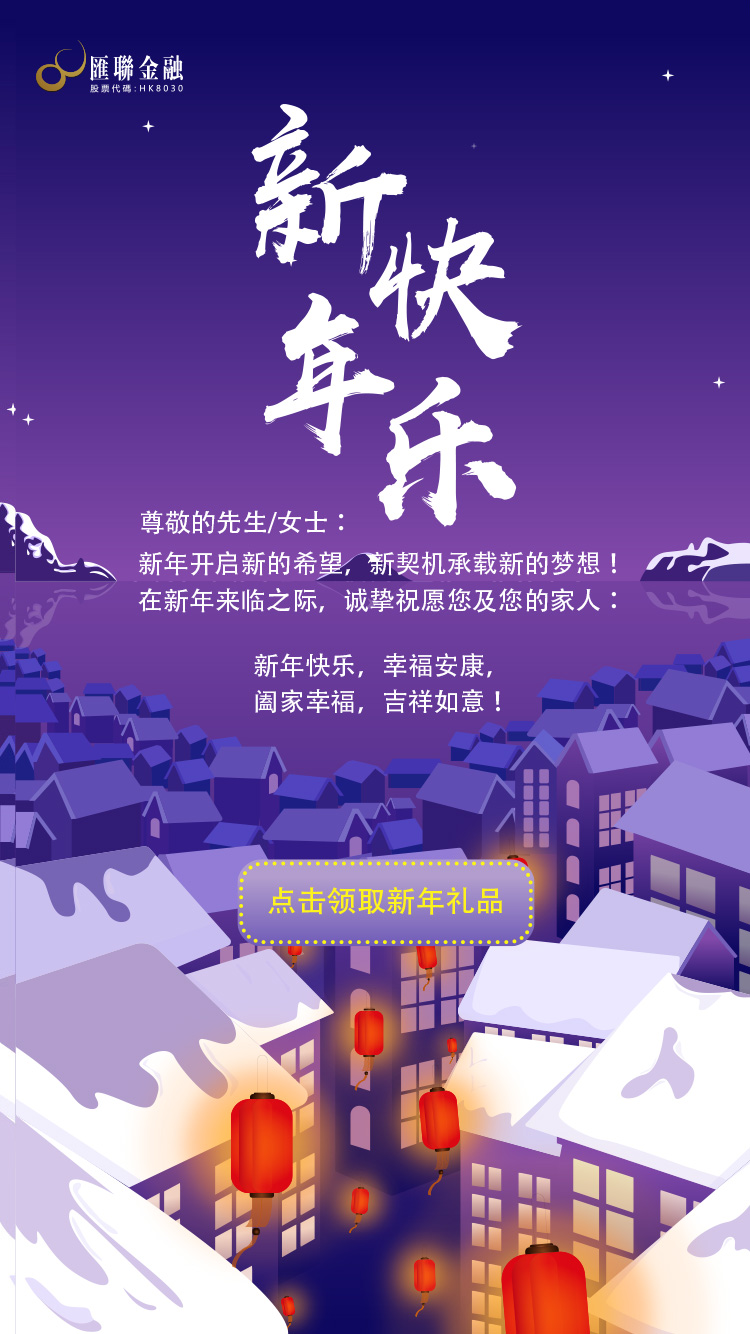 匯聯金融
股票代碼:HK8030
新年
快乐
尊敬的先生/女士：
新年开启新的希望，新契机承载新的梦想！
在新年来临之际，诚挚祝愿您及您的家人：
新年快乐，幸福安康，
阖家幸福，吉祥如意！
点击领取新年礼品